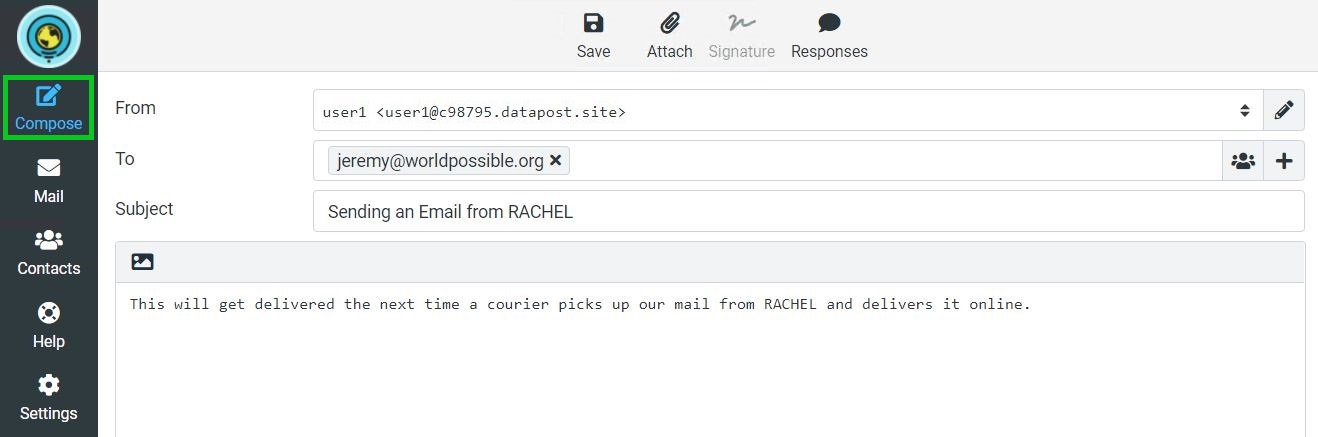 Save Attach Signature Responses
Compose
Mail
Contacts
Help
Settings
From user1 <user1@c98795.datapost.site>
To jeremy@worldpossible.org
Subject Sending an Email from RACHEL
This will get delivered the next time a courier picks up our mail from RACHEL and delivers it online.